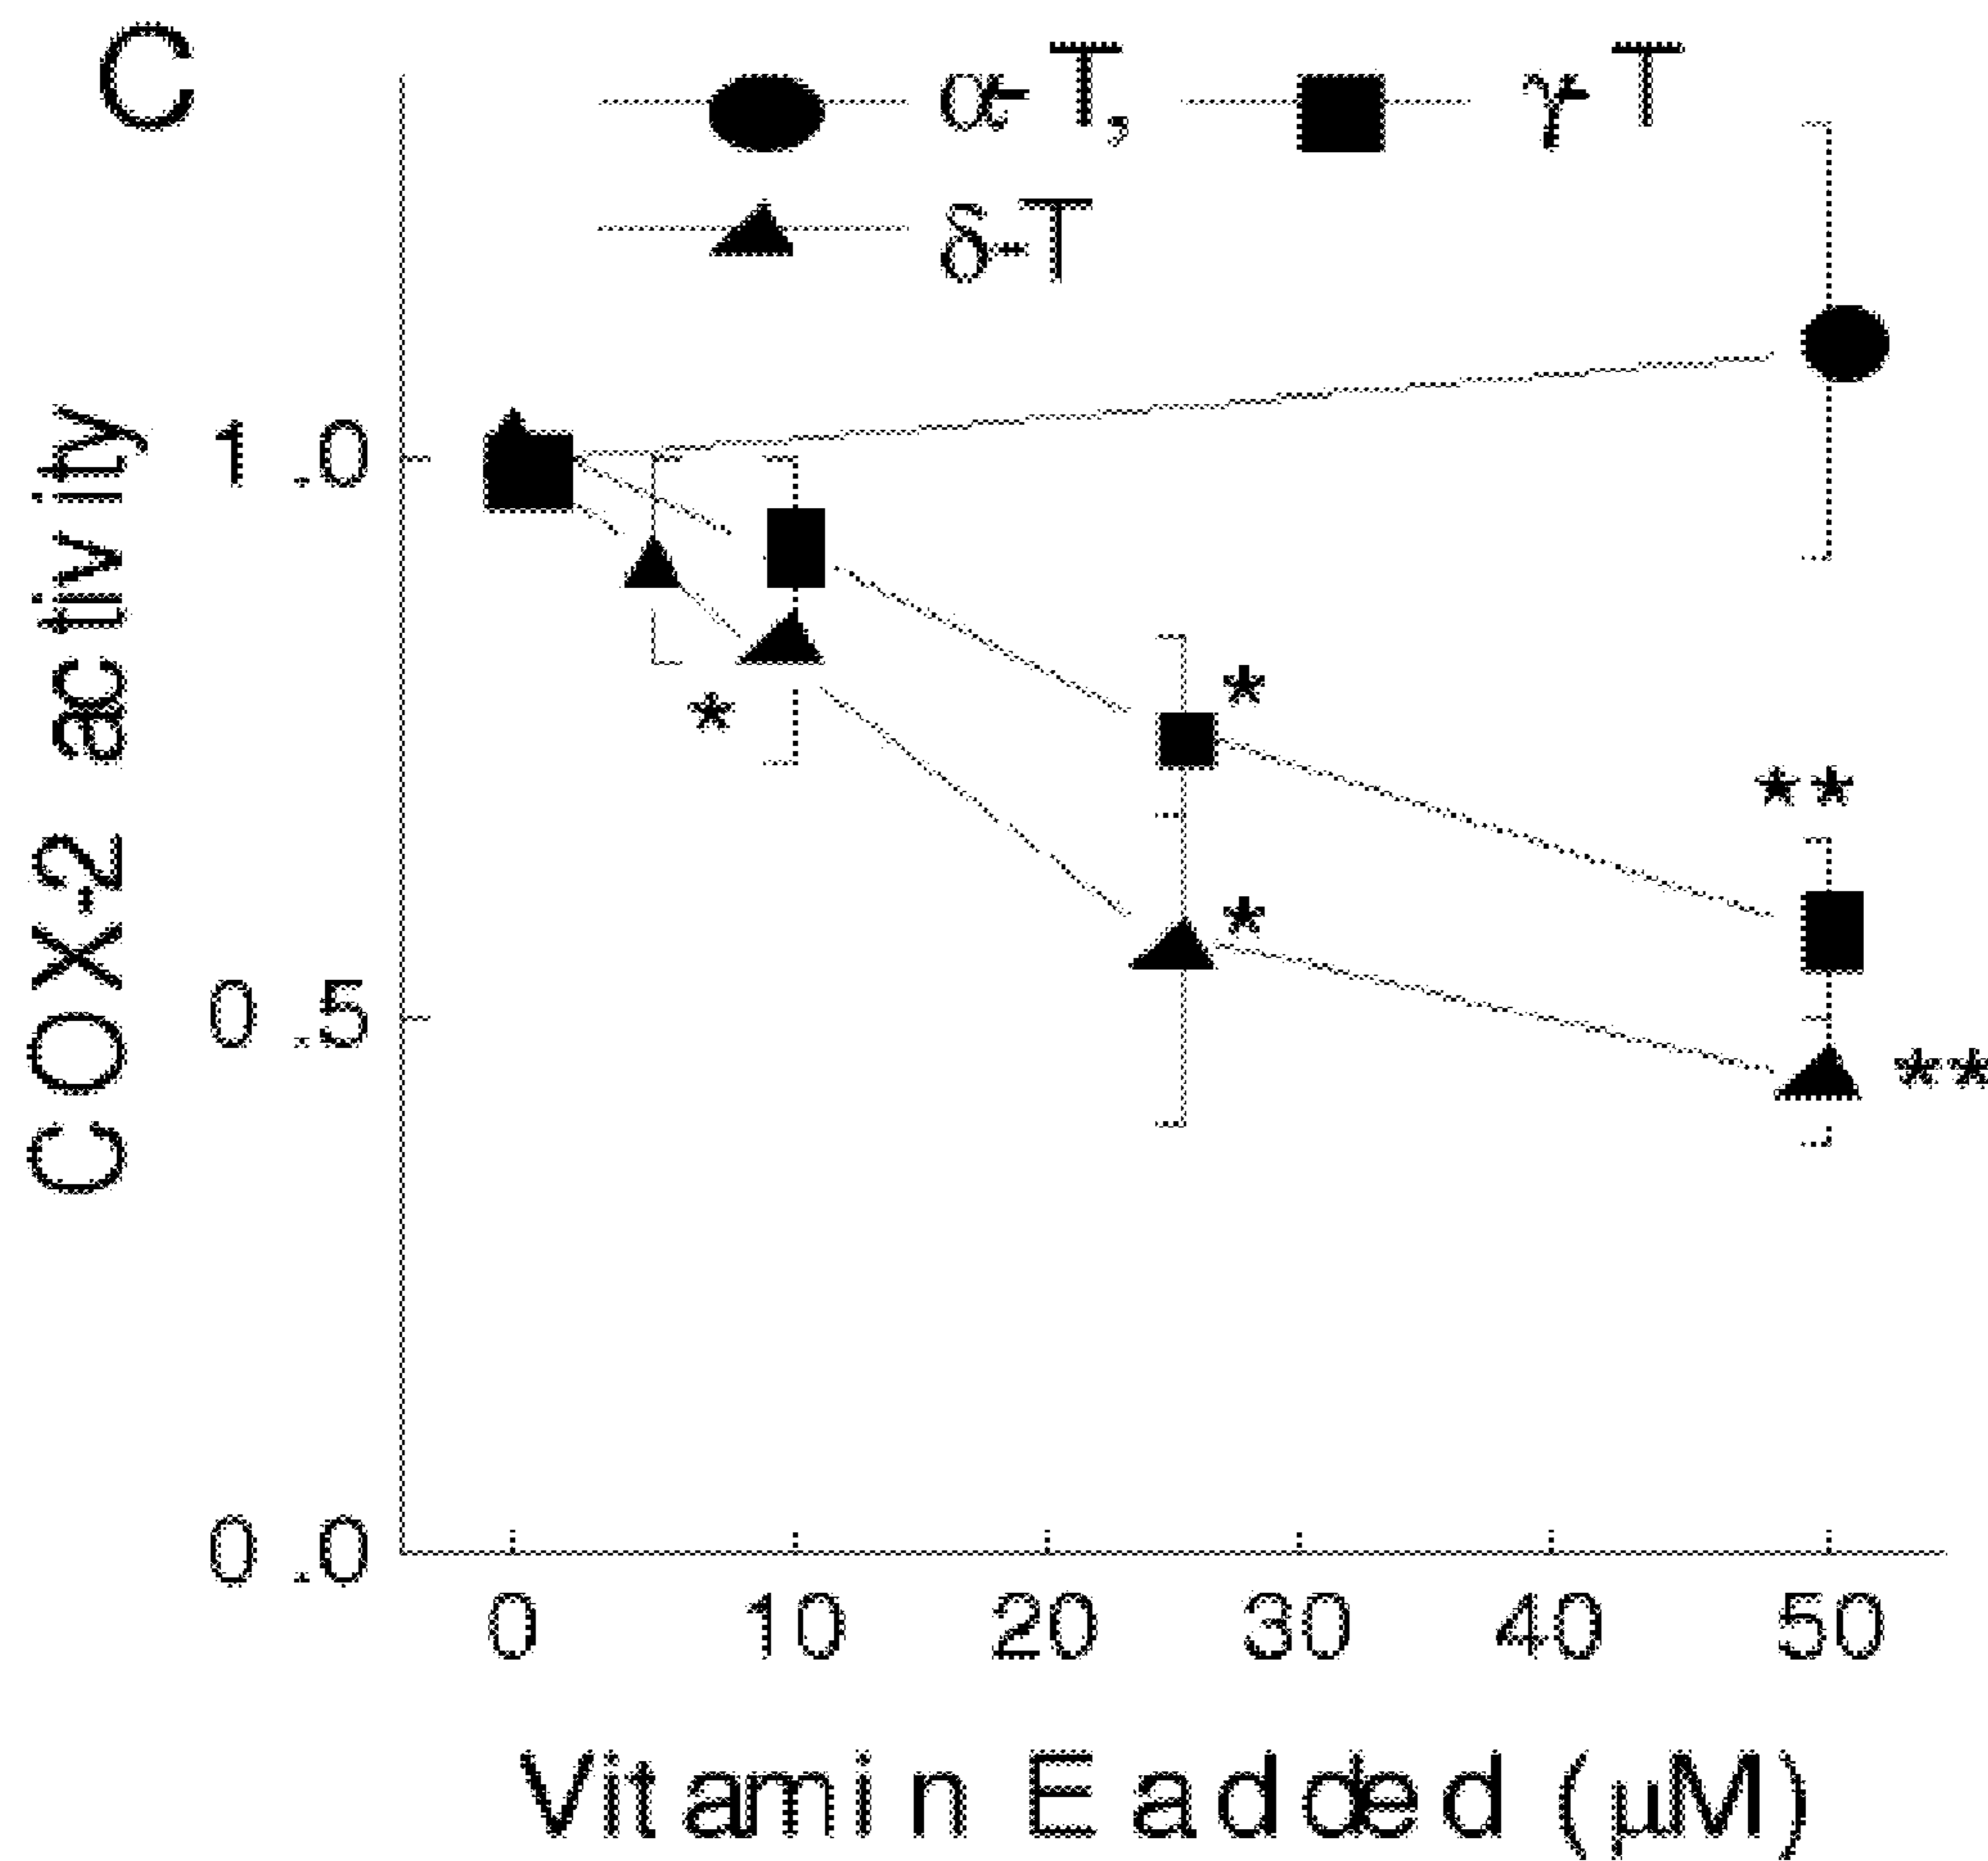 C
α-T, γ-T
δ-T
COX-2 activity
1.0
*
*
**
*
0.5
**
0.0
0 10 20 30 40 50
Vitamin E added (μM)